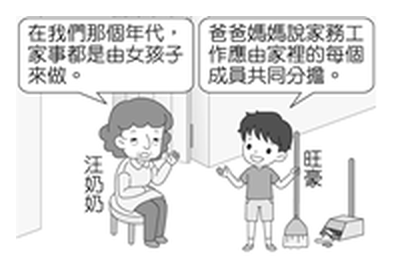 在我們那個年代，
家事都是由女孩子
來做。
爸爸媽媽說家務工
作應由家裡的每個
成員共同分擔。
汪奶奶
旺豪